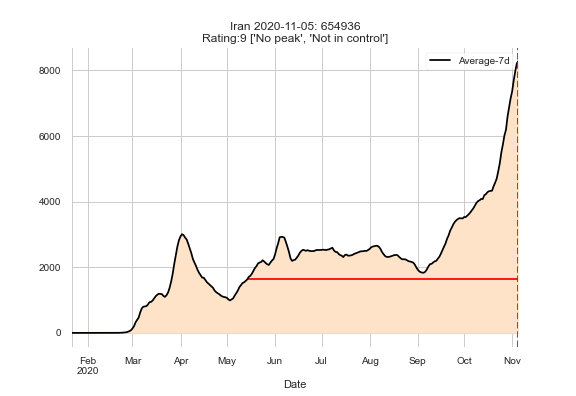 Iran 2020-11-05: 654936
Rating:9 ['No peak', 'Not in control']
Average-7d
8000
6000
4000
2000
0
Feb Mar Apr May Jun Jul Aug Sep Oct Nov
2020
Date